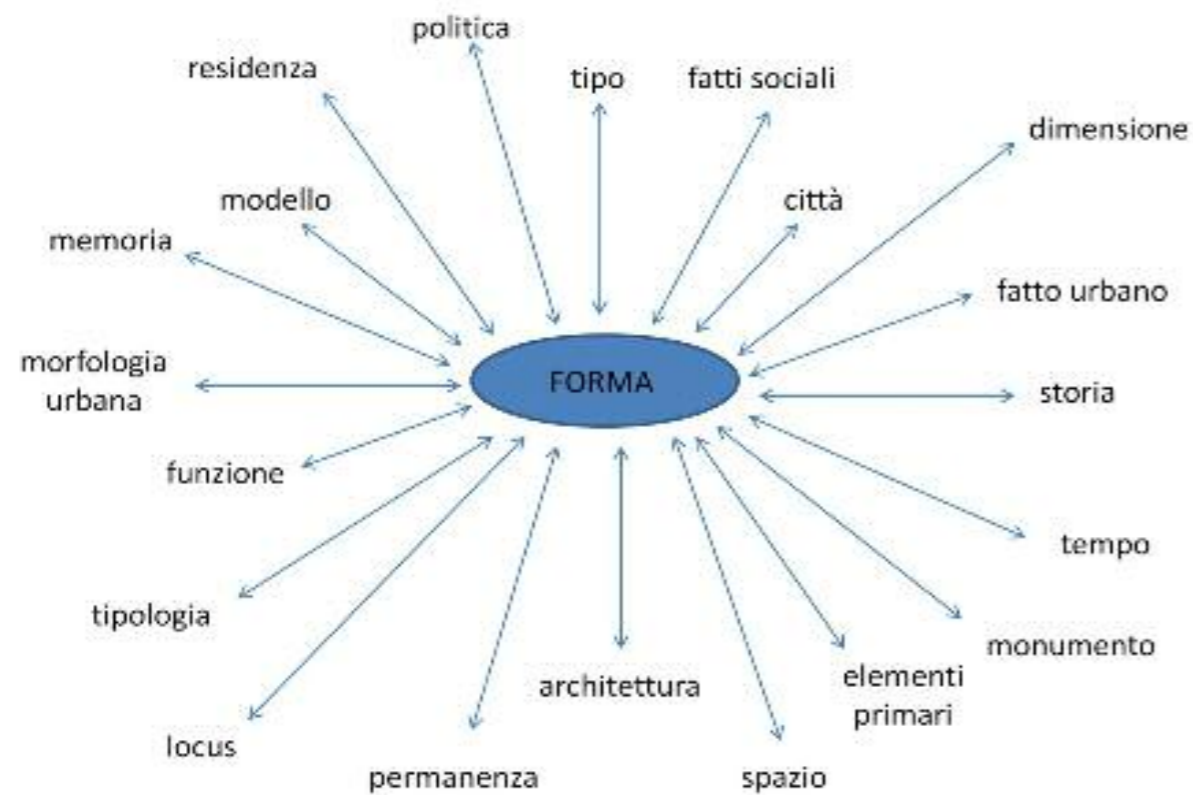 politica
residenza
tipo
fatti sociali
dimensione
modello
città
memoria
fatto urbano
morfologia
urbana
FORMA
storia
funzione
tempo
tipologia
monumento
architettura
elementi
primari
locus
permanenza
spazio